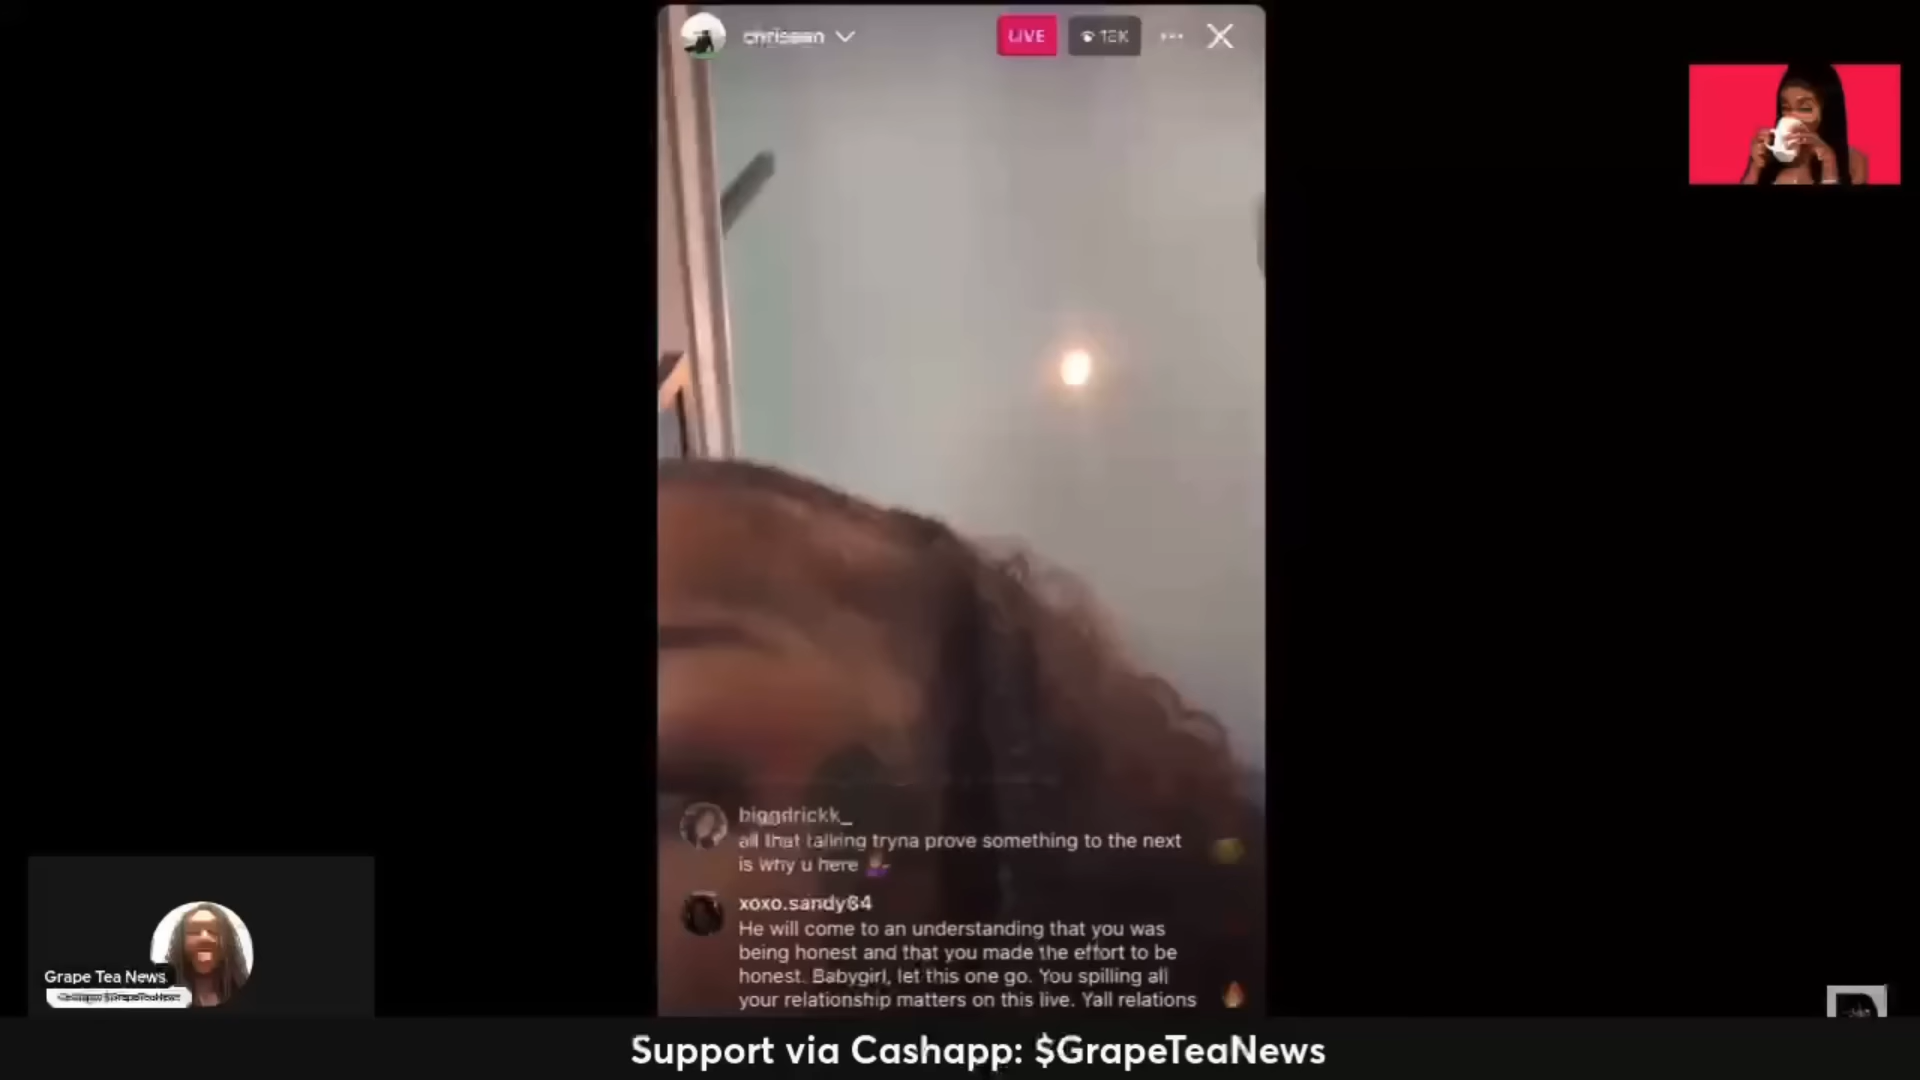 LIVE
biggdrickk_
all that talking tryna prove something to the next
is why u here
xoxo.sandy
He will come to an understanding that you was
being honest and that you made the effort to be
honest. Babygirl, let this one go. You spilling all
your relationship matters on this live. Yall relations
Grape Tea News
Support via Cashapp: $GrapeTeaNews